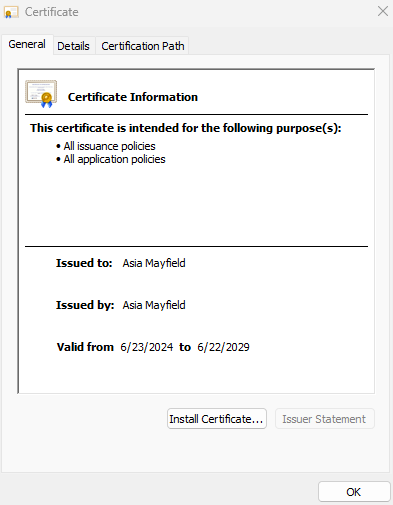 Certificate
General Details Certification Path
Certificate Information
This certificate is intended for the following purpose(s):
• All issuance policies
• All application policies
Issued to: Asia Mayfield
Issued by: Asia Mayfield
Valid from 6/23/2024 to 6/22/2029
Install Certificate... Issuer Statement
OK